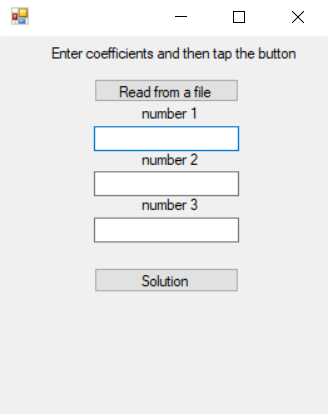 Enter coefficients and then tap the button
Read from a file
number 1
number 2
number 3
Solution